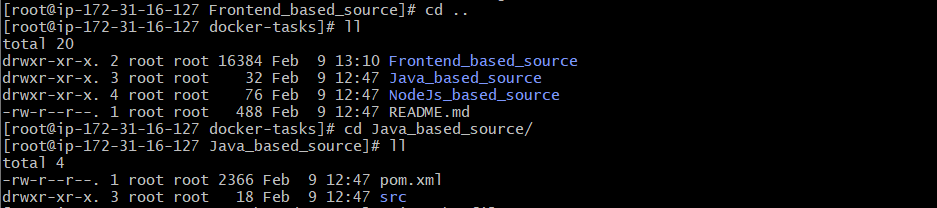 [root@ip-172-31-16-127 Frontend_based_source]# cd ..
[root@ip-172-31-16-127 docker-tasks]# ll
total 20
drwxr-xr-x. 2 root root 16384 Feb  9 13:10 Frontend_based_source
drwxr-xr-x. 3 root root    32 Feb  9 12:47 Java_based_source
drwxr-xr-x. 4 root root    76 Feb  9 12:47 NodeJs_based_source
-rw-r--r--. 1 root root   488 Feb  9 12:47 README.md
[root@ip-172-31-16-127 docker-tasks]# cd Java_based_source/
[root@ip-172-31-16-127 Java_based_source]# ll
total 4
-rw-r--r--. 1 root root 2366 Feb  9 12:47 pom.xml
drwxr-xr-x. 3 root root   18 Feb  9 12:47 src